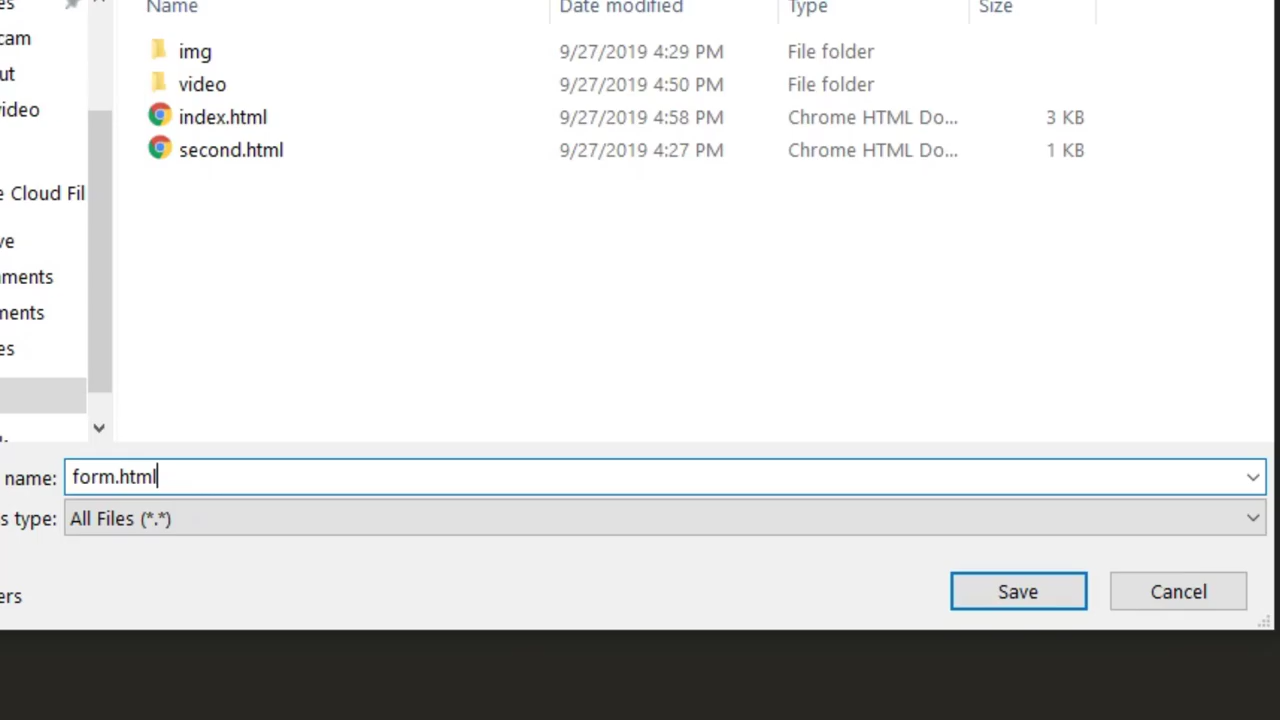 Name Date modified Type Size
es
cam
ut
video
e Cloud Fil
ve
ments
ments
es
img 9/27/2019 4:29 PM File folder
video 9/27/2019 4:50 PM File folder
index.html 9/27/2019 4:58 PM Chrome HTML Do... 3 KB
second.html 9/27/2019 4:27 PM Chrome HTML Do... 1 KB
name: form.html
s type: All Files (*.*)
ers
Save Cancel